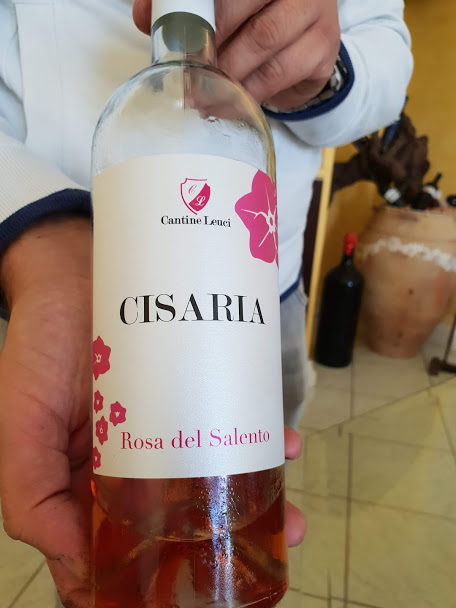 C
L
Cantine Leuci
CISARIA
Rosa del Salento